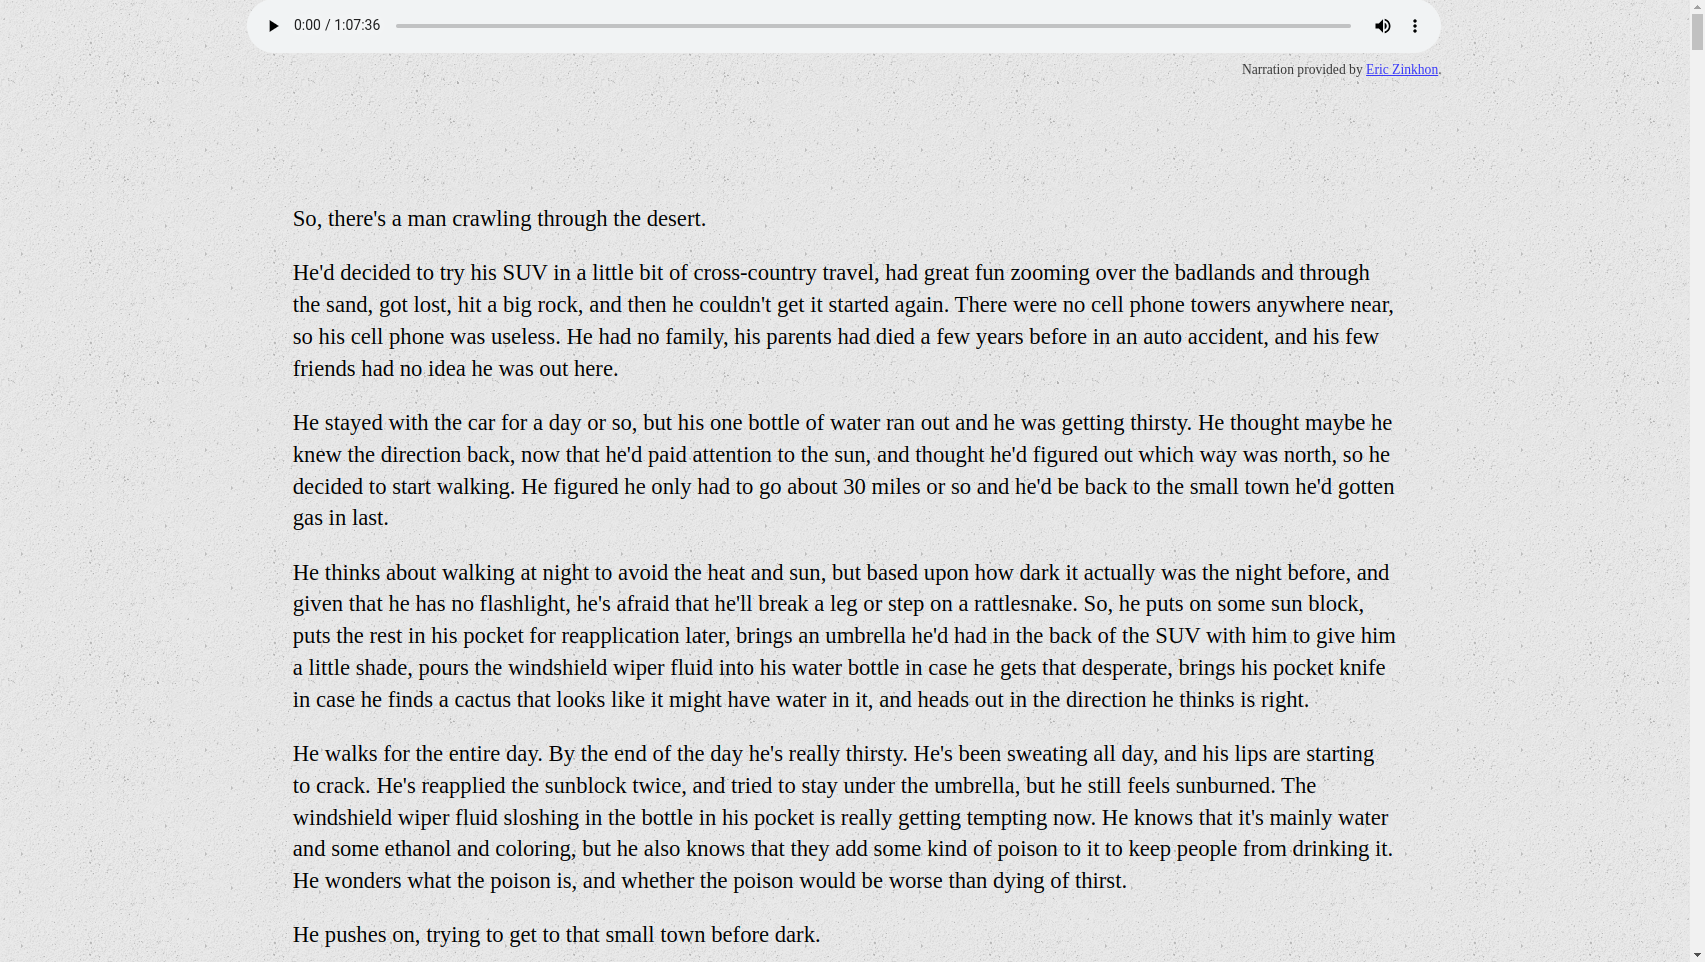 0:00 / 1:07:36
Narration provided by Eric Zinkhon.
So, there's a man crawling through the desert.
He'd decided to try his SUV in a little bit of cross-country travel, had great fun zooming over the badlands and through
the sand, got lost, hit a big rock, and then he couldn't get it started again. There were no cell phone towers anywhere near,
so his cell phone was useless. He had no family, his parents had died a few years before in an auto accident, and his few
friends had no idea he was out here.
He stayed with the car for a day or so, but his one bottle of water ran out and he was getting thirsty. He thought maybe he
knew the direction back, now that he'd paid attention to the sun, and thought he'd figured out which way was north, so he
decided to start walking. He figured he only had to go about 30 miles or so and he'd be back to the small town he'd gotten
gas in last.
He thinks about walking at night to avoid the heat and sun, but based upon how dark it actually was the night before, and
given that he has no flashlight, he's afraid that he'll break a leg or step on a rattlesnake. So, he puts on some sun block,
puts the rest in his pocket for reapplication later, brings an umbrella he'd had in the back of the SUV with him to give him
a little shade, pours the windshield wiper fluid into his water bottle in case he gets that desperate, brings his pocket knife
in case he finds a cactus that looks like it might have water in it, and heads out in the direction he thinks is right.
He walks for the entire day. By the end of the day he's really thirsty. He's been sweating all day, and his lips are starting
to crack. He's reapplied the sunblock twice, and tried to stay under the umbrella, but he still feels sunburned. The
windshield wiper fluid sloshing in the bottle in his pocket is really getting tempting now. He knows that it's mainly water
and some ethanol and coloring, but he also knows that they add some kind of poison to it to keep people from drinking it.
He wonders what the poison is, and whether the poison would be worse than dying of thirst.
He pushes on, trying to get to that small town before dark.